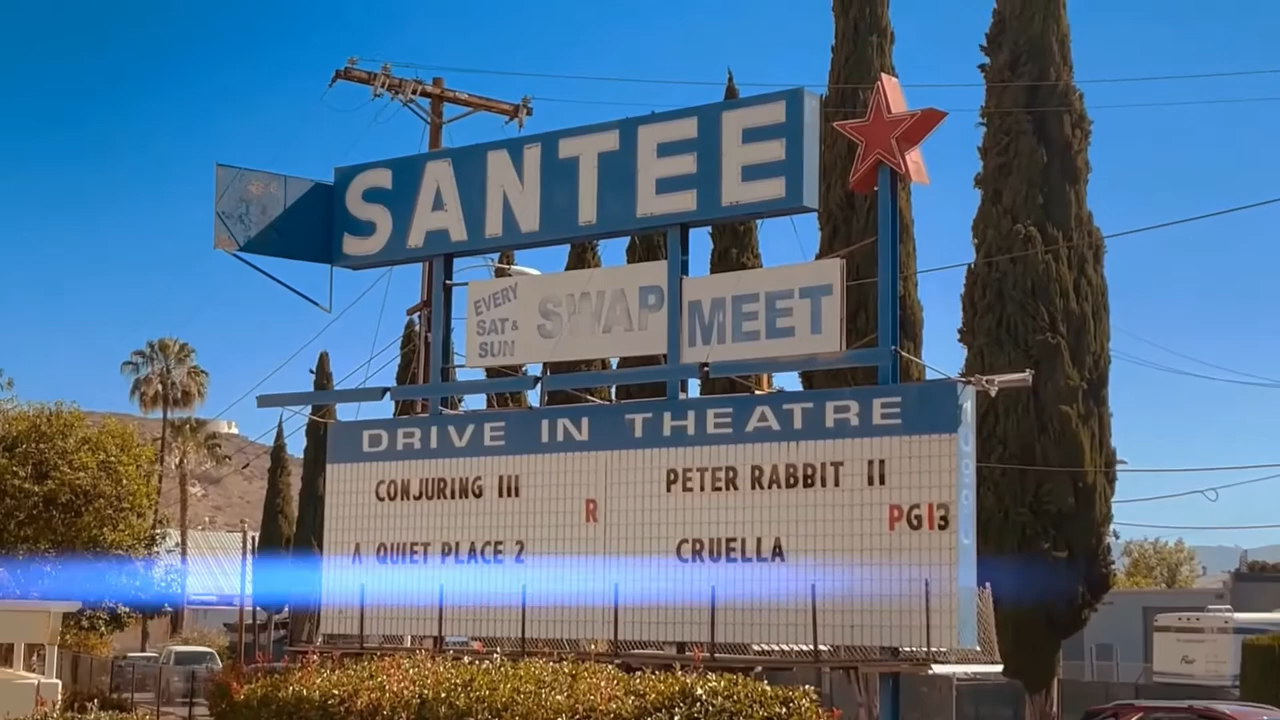 SANTEE
EVERY
SAT &
SUN
SWAP MEET
DRIVE IN THEATRE
CONJURING III
R
A QUIET PLACE 2
PETER RABBIT II
PG13
CRUELLA